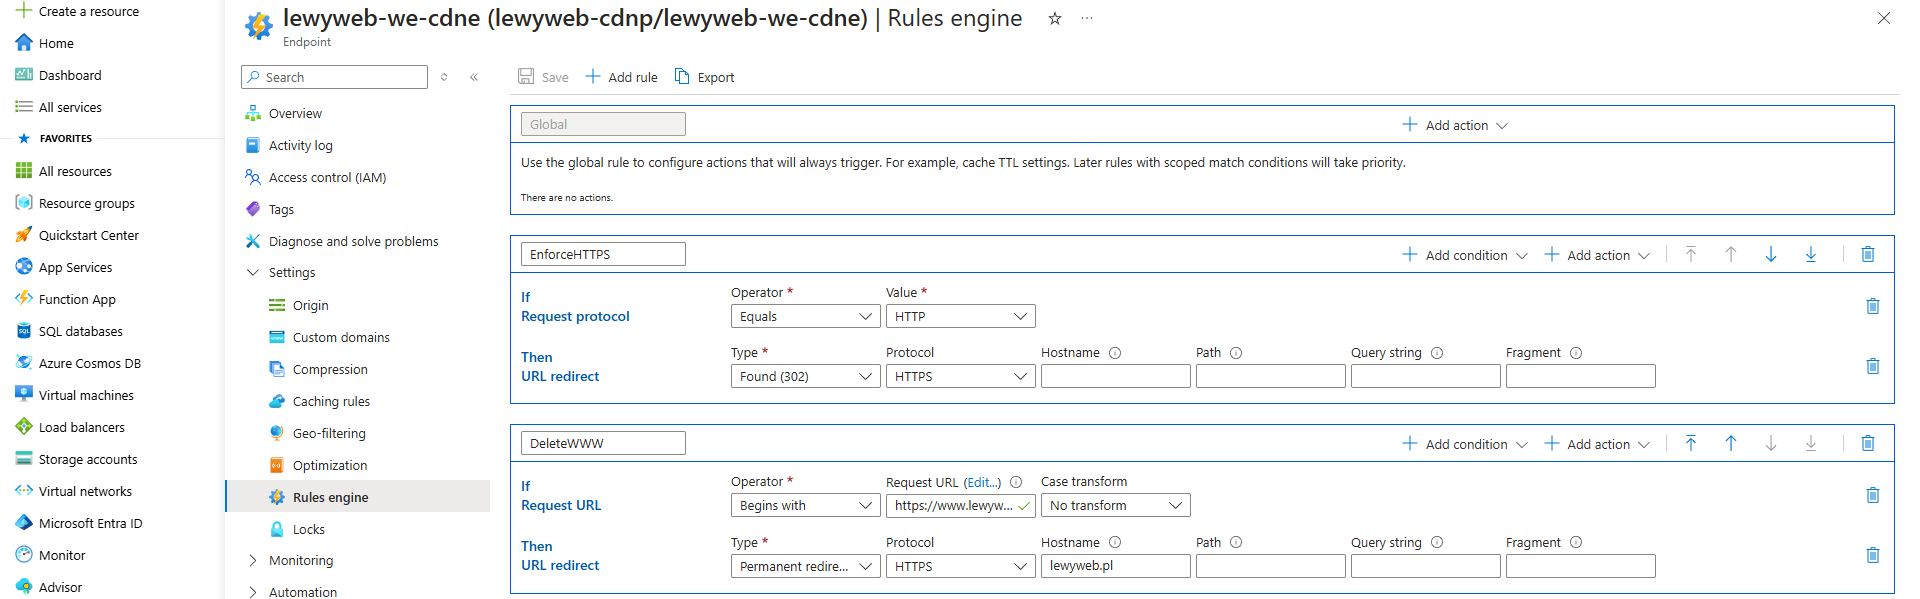 Create a resource
Home
Dashboard
All services
FAVORITES
All resources
Resource groups
Quickstart Center
App Services
Function App
SQL databases
Azure Cosmos DB
Virtual machines
Load balancers
Storage accounts
Virtual networks
Microsoft Entra ID
Monitor
Advisor
lewyweb-we-cdne (lewyweb-cdnp/lewyweb-we-cdne) | Rules engine
Endpoint
Search
Overview
Activity log
Access control (IAM)
Tags
Diagnose and solve problems
Settings
Origin
Custom domains
Compression
Caching rules
Geo-filtering
Optimization
Rules engine
Locks
Monitoring
Automation
Save Add rule Export
Global Add action
Use the global rule to configure actions that will always trigger. For example, cache TTL settings. Later rules with scoped match conditions will take priority.
There are no actions.
EnforceHTTPS Add condition Add action
If Operator * Value *
Request protocol Equals HTTP
Then Type * Protocol Hostname Path Query string Fragment
URL redirect Found (302) HTTPS
DeleteWWW Add condition Add action
If Operator * Request URL (Edit...) Case transform
Request URL Begins with https://www.lewyw... No transform
Then Type * Protocol Hostname Path Query string Fragment
URL redirect Permanent redire... HTTPS lewyweb.pl